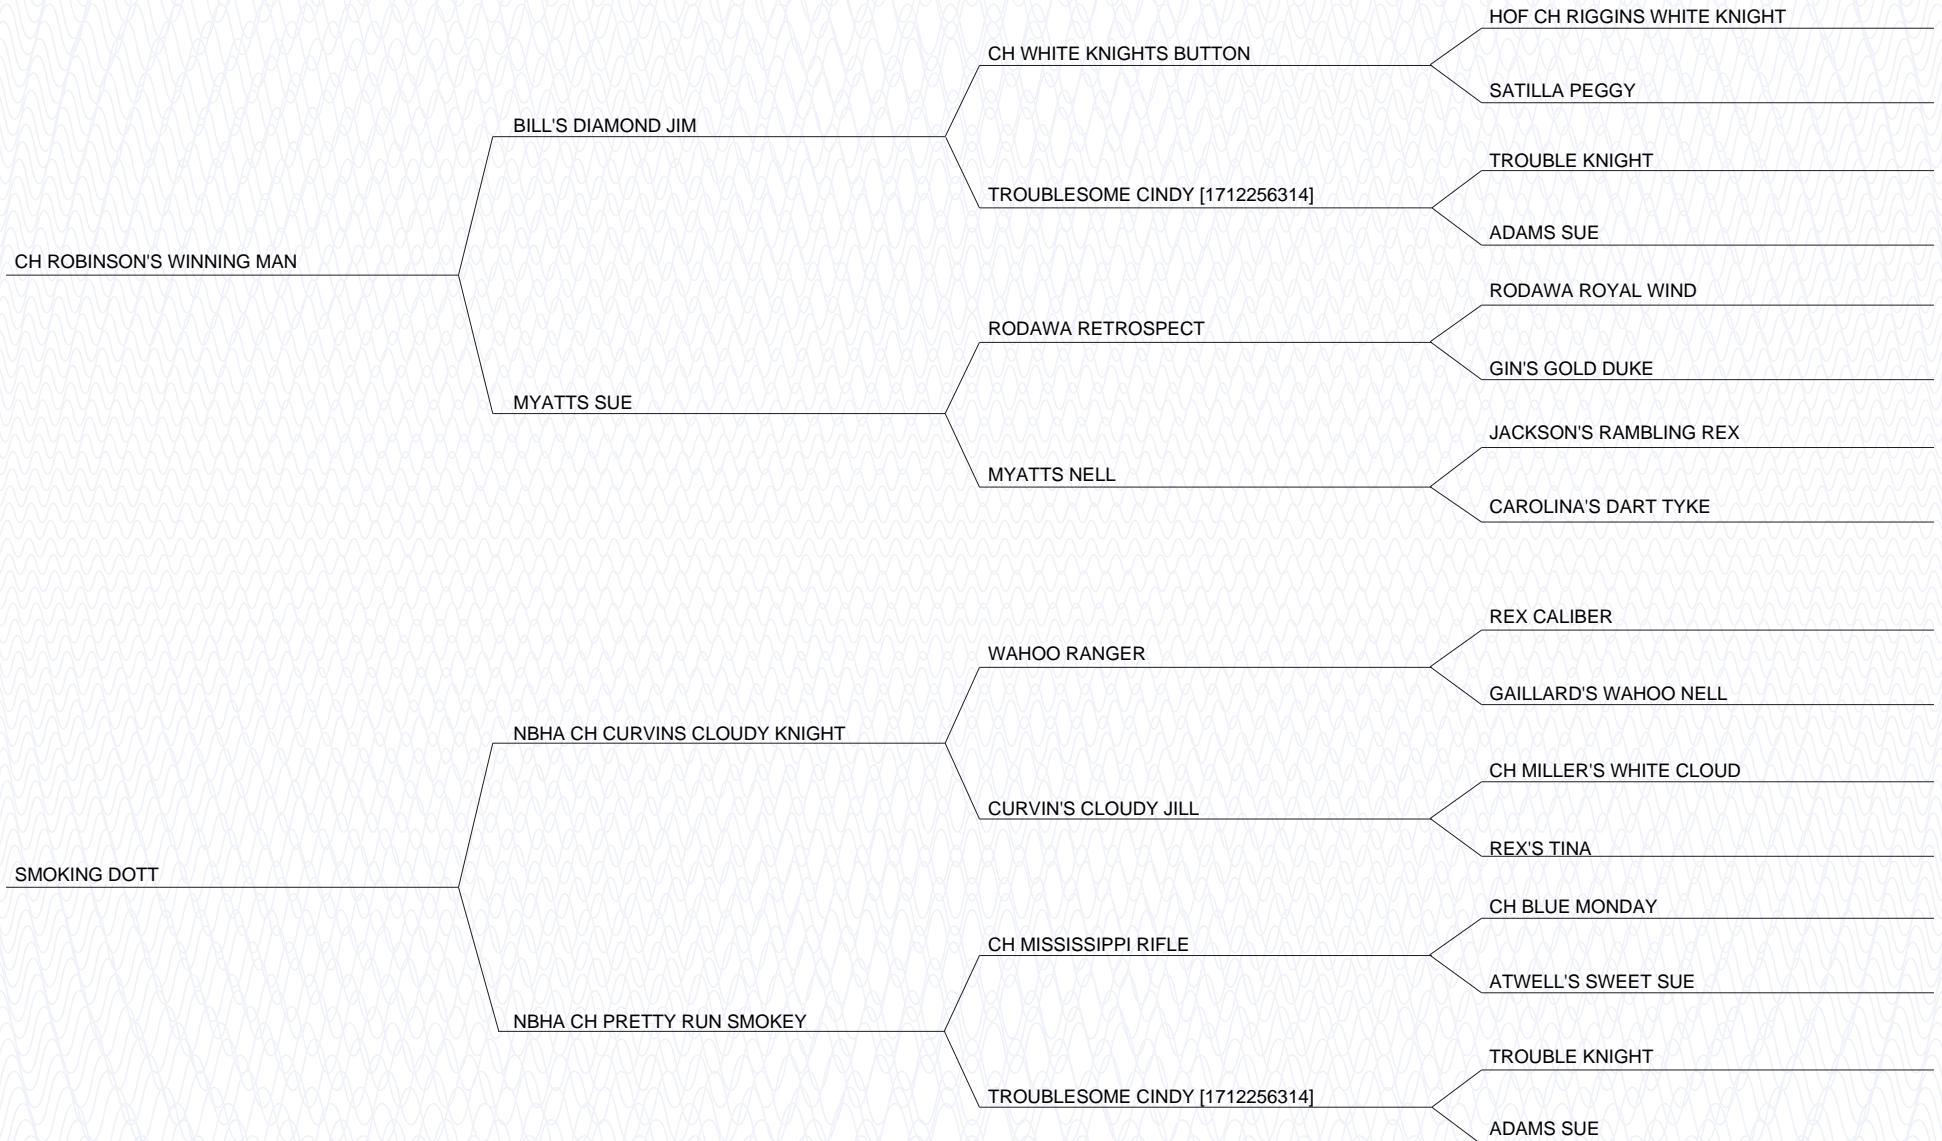 HOF CH RIGGINS WHITE KNIGHT
CH WHITE KNIGHTS BUTTON
SATILLA PEGGY
BILL'S DIAMOND JIM
TROUBLE KNIGHT
TROUBLESOME CINDY [1712256314]
ADAMS SUE
CH ROBINSON'S WINNING MAN
RODAWA ROYAL WIND
RODAWA RETROSPECT
GIN'S GOLD DUKE
MYATTS SUE
JACKSON'S RAMBLING REX
MYATTS NELL
CAROLINA'S DART TYKE
REX CALIBER
WAHOO RANGER
GAILLARD'S WAHOO NELL
NBHA CH CURVINS CLOUDY KNIGHT
CH MILLER'S WHITE CLOUD
CURVIN'S CLOUDY JILL
REX'S TINA
SMOKING DOTT
CH BLUE MONDAY
CH MISSISSIPPI RIFLE
ATWELL'S SWEET SUE
NBHA CH PRETTY RUN SMOKEY
TROUBLE KNIGHT
TROUBLESOME CINDY [1712256314]
ADAMS SUE